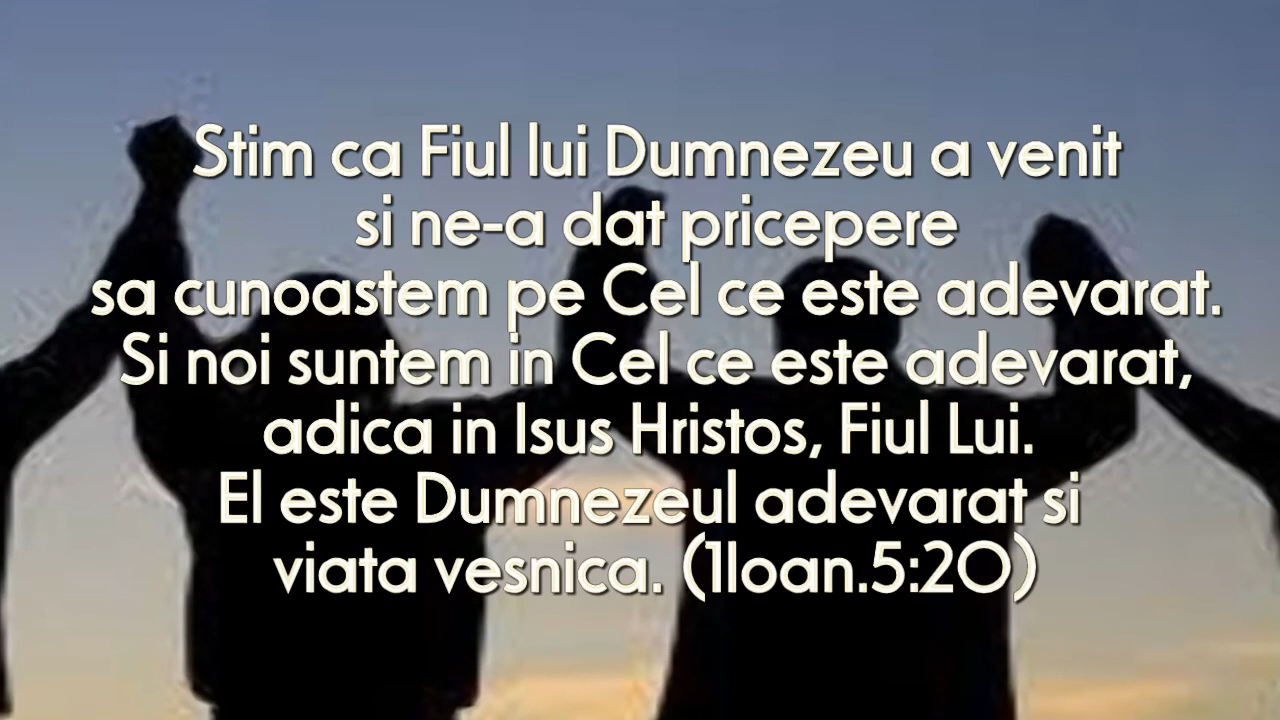 Stim ca Fiul lui Dumnezeu a venit
si ne-a dat pricepere
sa cunoastem pe Cel ce este adevarat.
Si noi suntem in Cel ce este adevarat,
adica in Isus Hristos, Fiul Lui.
El este Dumnezeul adevarat si
viata vesnica. (1Ioan.5:20)